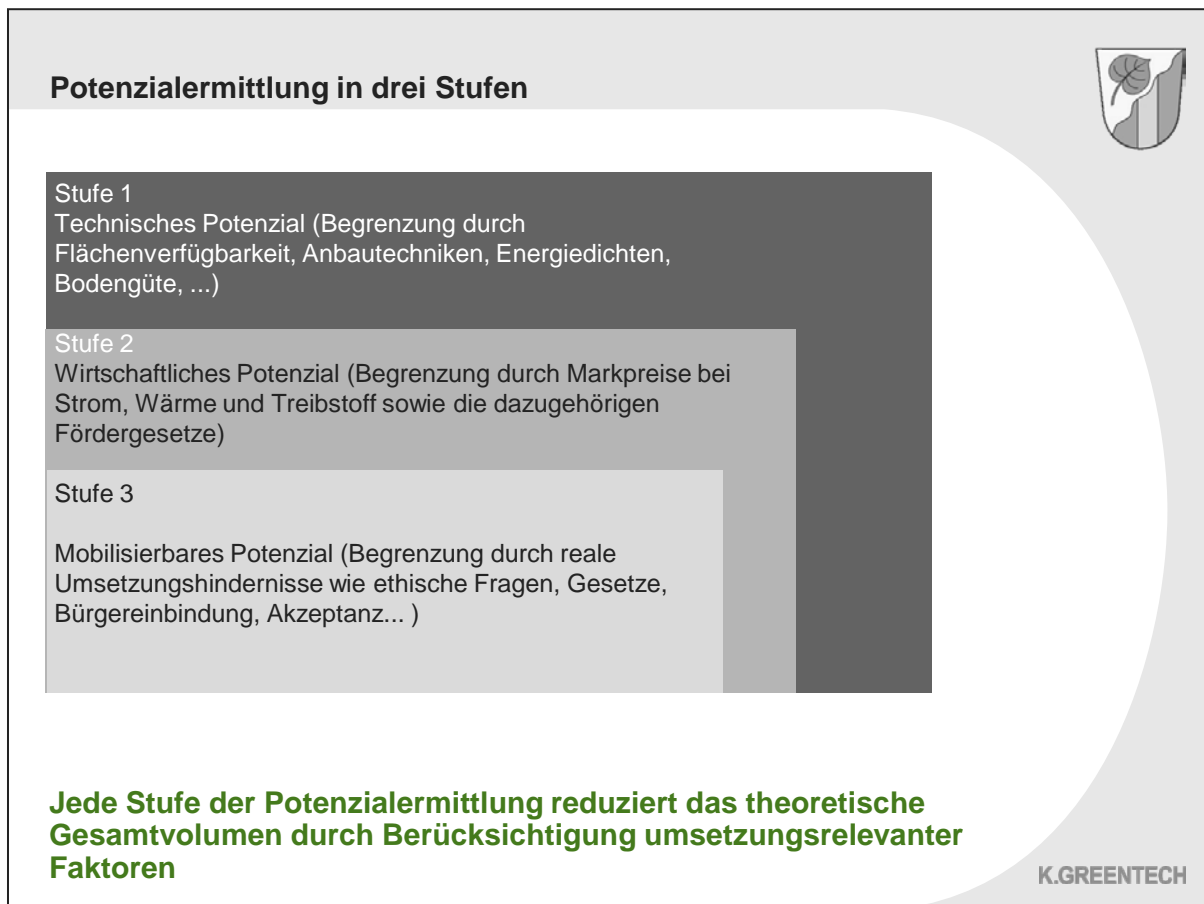 Potenzialermittlung in drei Stufen
Stufe 1
Technisches Potenzial (Begrenzung durch
Flächenverfügbarkeit, Anbautechniken, Energiedichten,
Bodengüte, ...)
Stufe 2
Wirtschaftliches Potenzial (Begrenzung durch Markpreise bei
Strom, Wärme und Treibstoff sowie die dazugehörigen
Fördergesetze)
Stufe 3
Mobilisierbares Potenzial (Begrenzung durch reale
Umsetzungshindernisse wie ethische Fragen, Gesetze,
Bürgereinbindung, Akzeptanz... )
Jede Stufe der Potenzialermittlung reduziert das theoretische
Gesamtvolumen durch Berücksichtigung umsetzungsrelevanter
Faktoren
K.GREENTECH